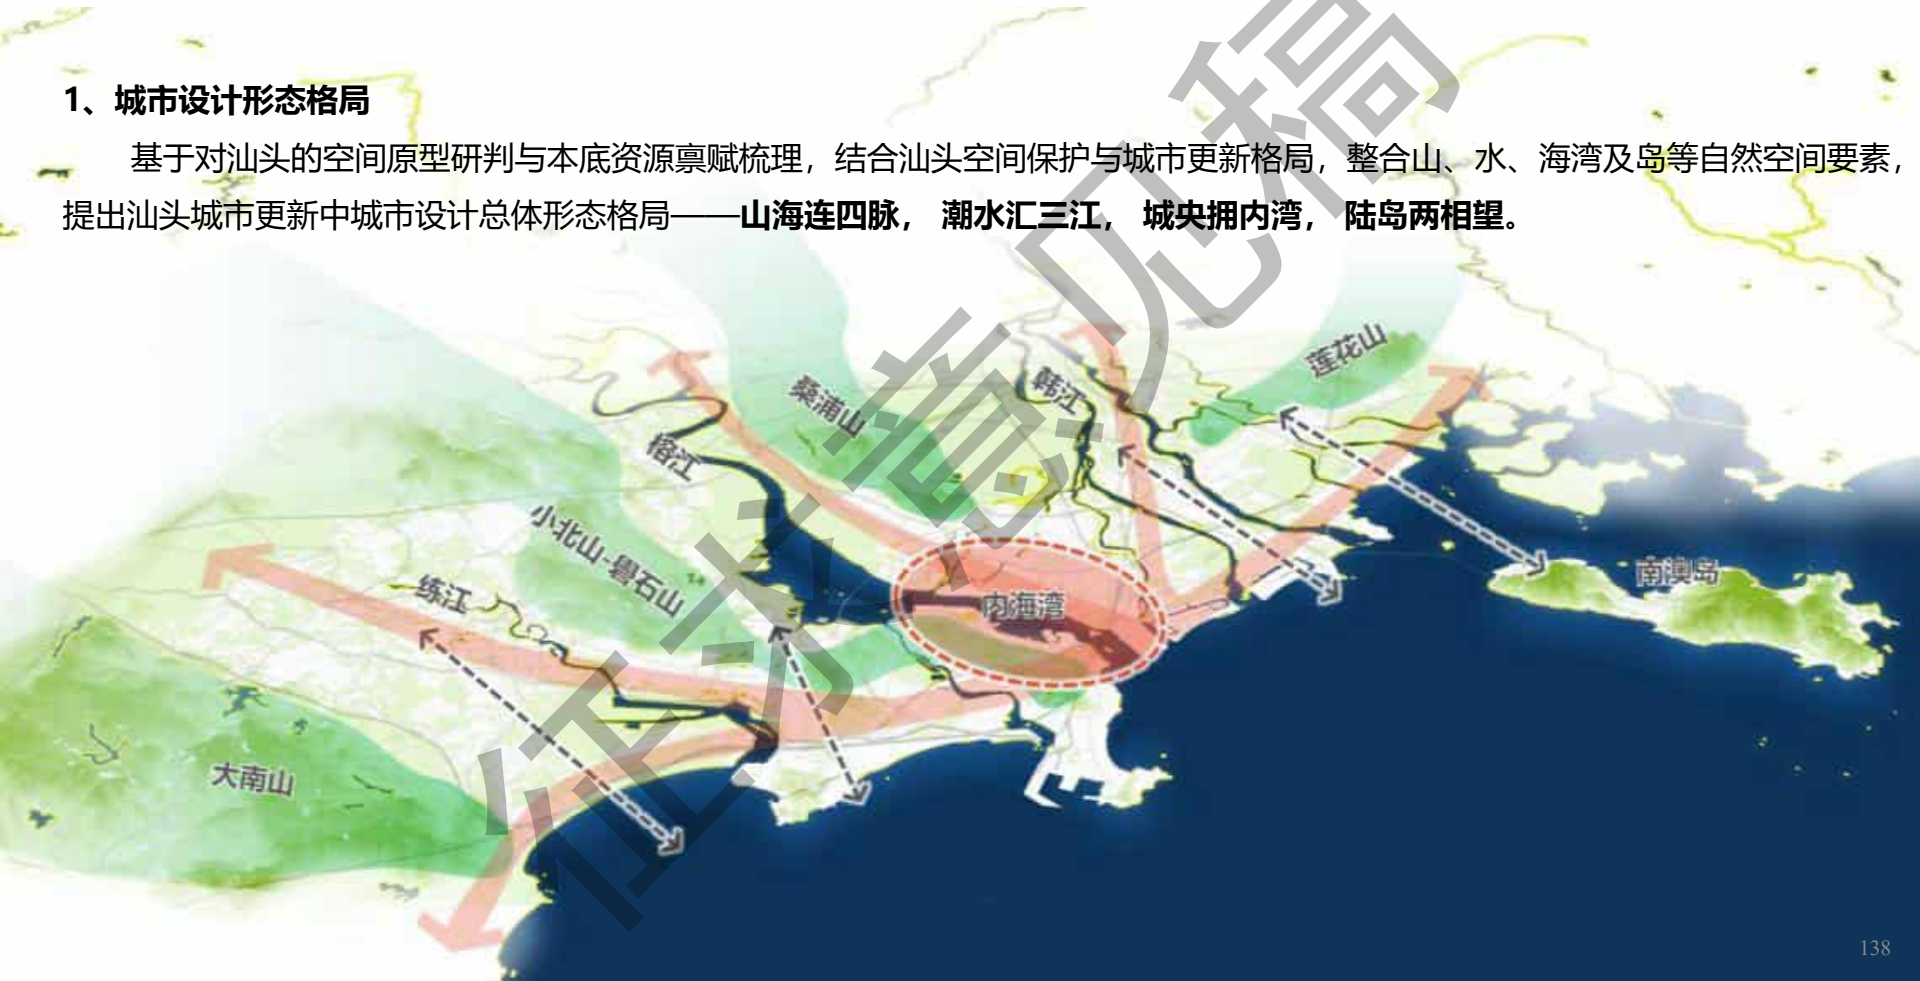 1、城市设计形态格局
基于对汕头的空间原型研判与本底资源禀赋梳理，结合汕头空间保护与城市更新格局，整合山、水、海湾及岛等自然空间要素，
提出汕头城市更新中城市设计总体形态格局——山海连四脉， 潮水汇三江， 城央拥内湾， 陆岛两相望。
莲花山
桑浦山
韩江
榕江
小北山-礐石山
南澳岛
练江
内海湾
大南山
征求意见稿
138